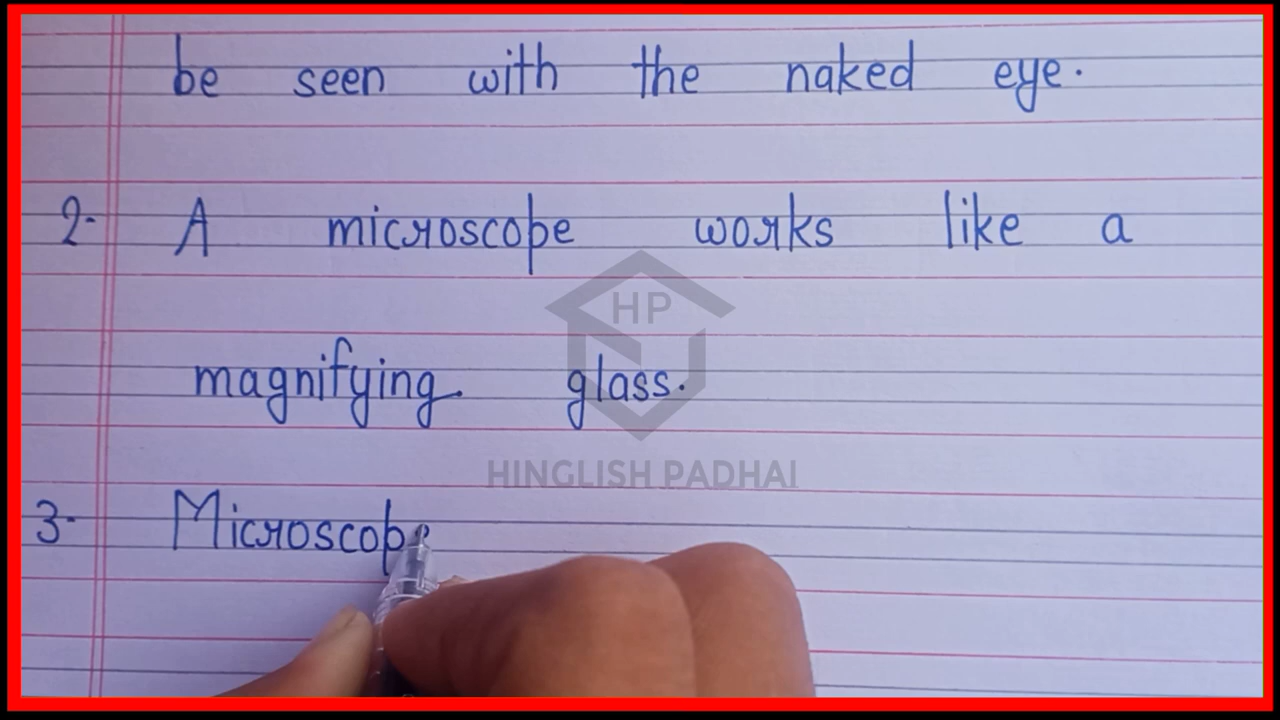 be seen with the naked eye.
2- A microscope works like a
magnifying glass.
HP
HINGLISH PADHAI
3- Microscop